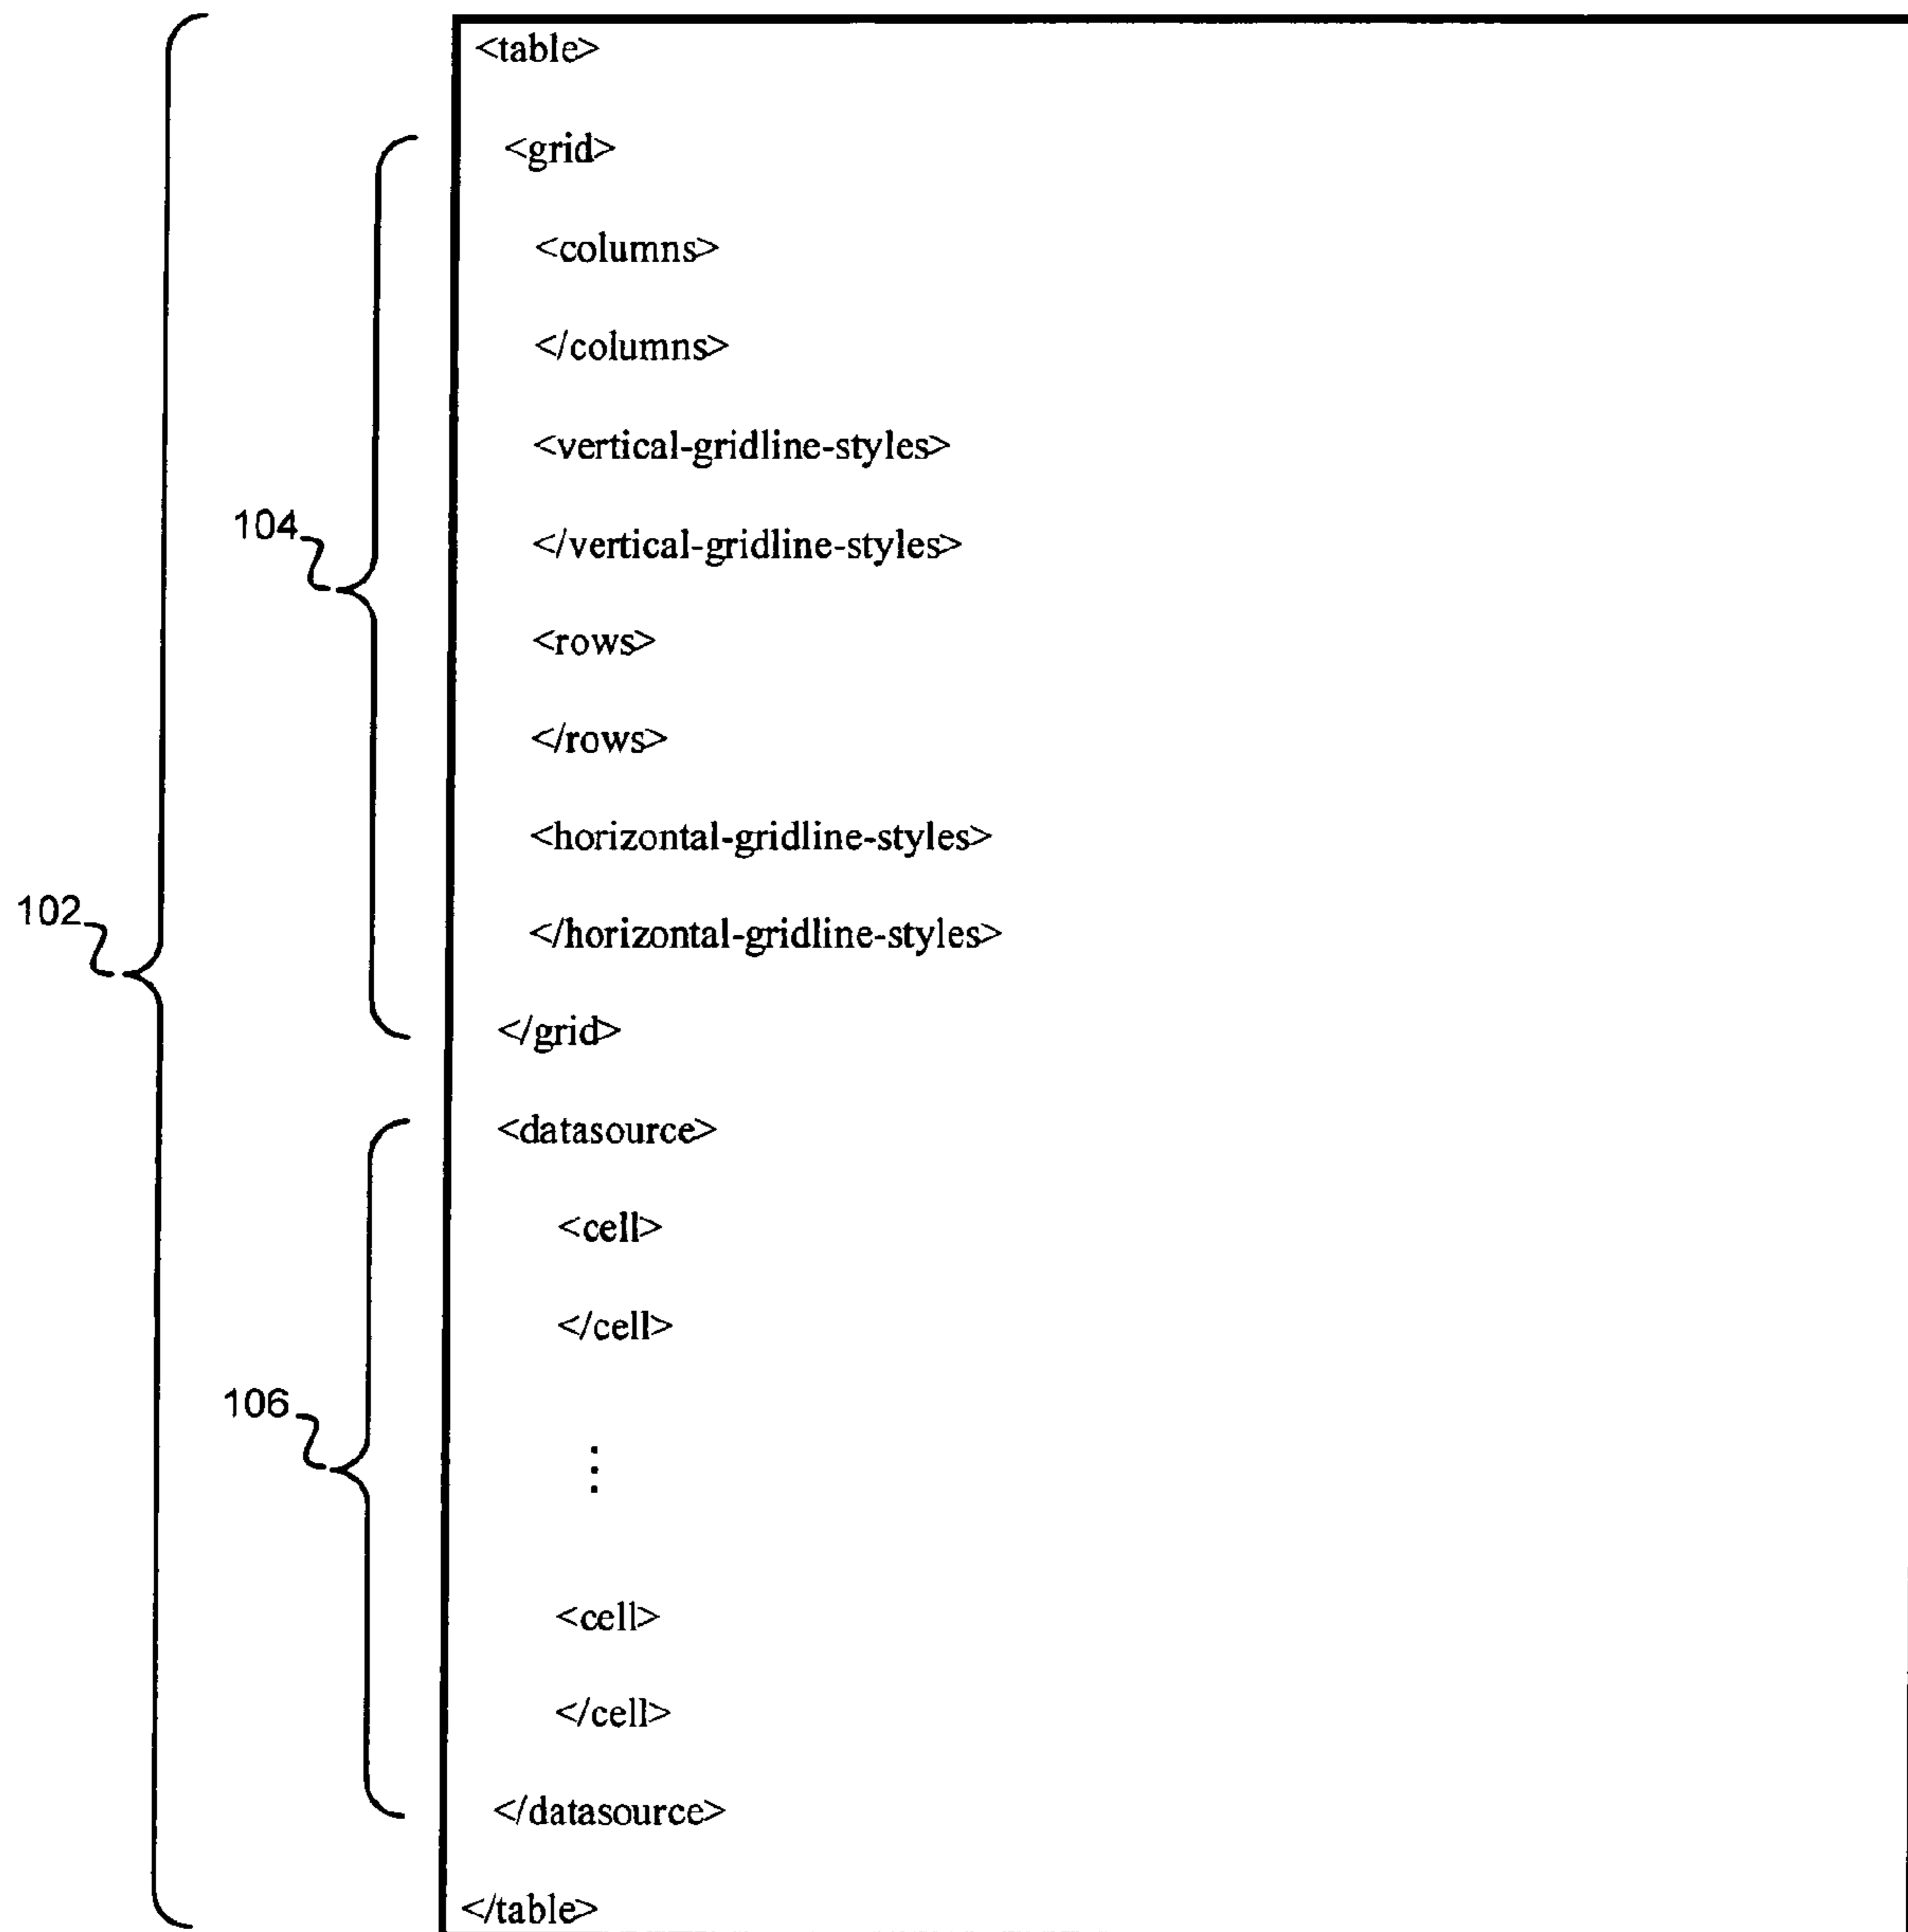 <table>
<grid>
<columns>
</columns>
<vertical-gridline-styles>
</vertical-gridline-styles>
104
<rows>
</rows>
<horizontal-gridline-styles>
102
</horizontal-gridline-styles>
</grid>
<datasource>
<cell>
</cell>
106
⋮
<cell>
</cell>
</datasource>
</table>